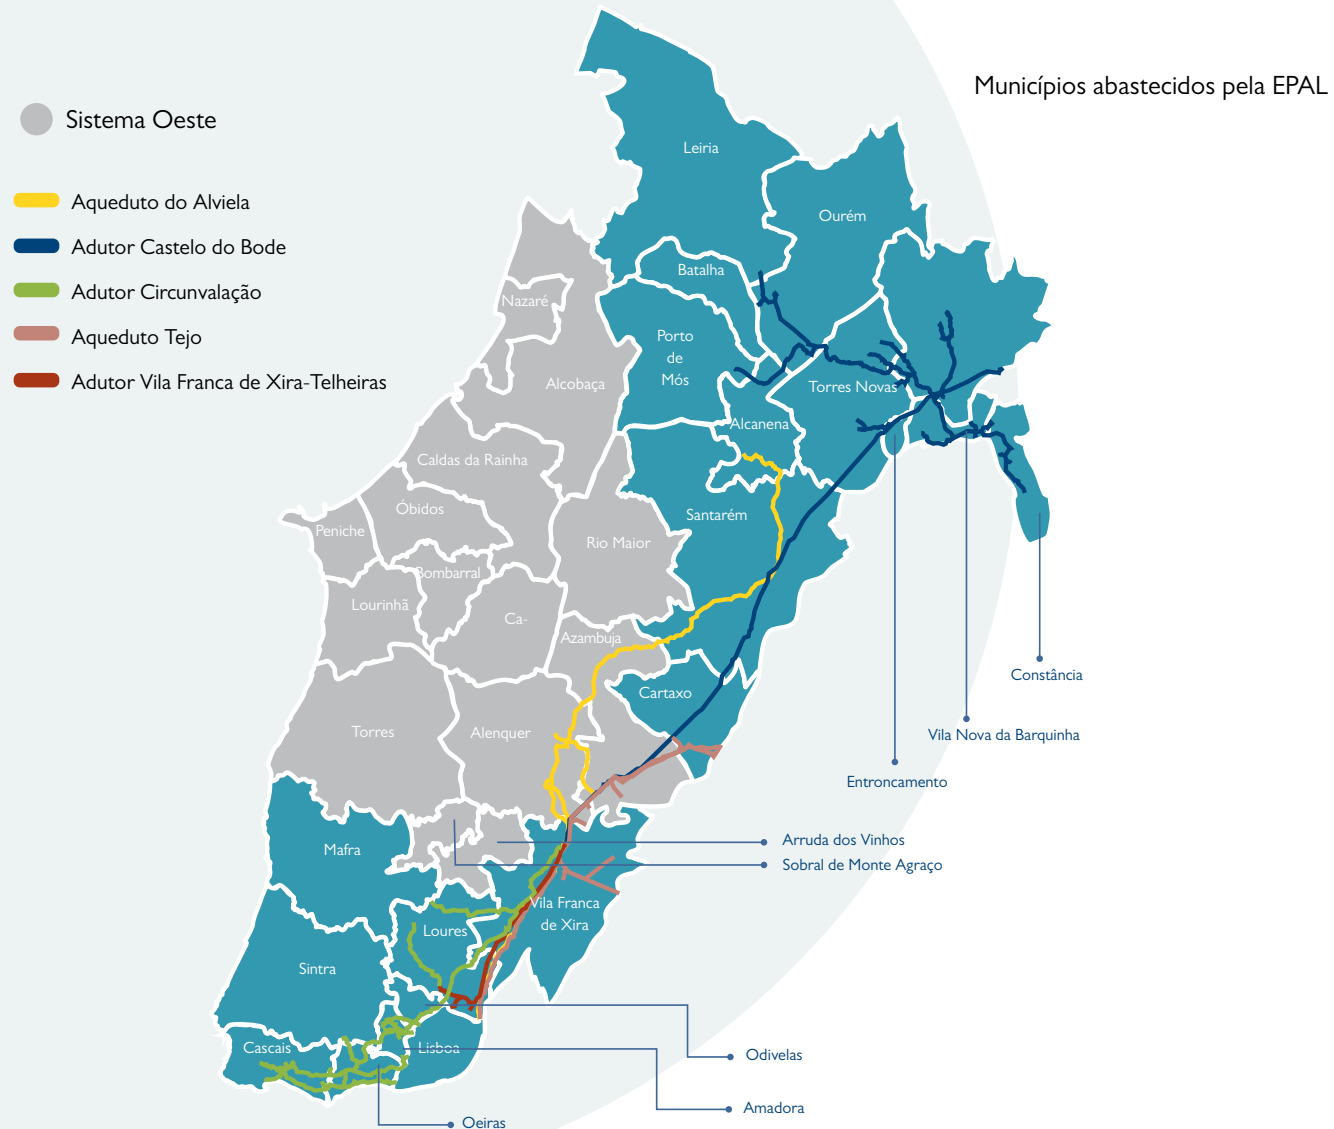 Municípios abastecidos pela EPAL
Sistema Oeste
Aqueduto do Alviela
Adutor Castelo do Bode
Adutor Circunvalação
Aqueduto Tejo
Adutor Vila Franca de Xira-Telheiras
Leiria
Ourém
Batalha
Nazaré
Porto
de
Mós
Alcobaça
Torres Novas
Alcanena
Caldas da Rainha
Óbidos
Santarém
Peniche
Rio Maior
Bombarral
Lourinhã
Ca-
Azambuja
Constância
Cartaxo
Torres
Alenquer
Vila Nova da Barquinha
Entroncamento
Arruda dos Vinhos
Mafra
Sobral de Monte Agraço
Vila Franca
de Xira
Loures
Sintra
Cascais
Lisboa
Odivelas
Amadora
Oeiras